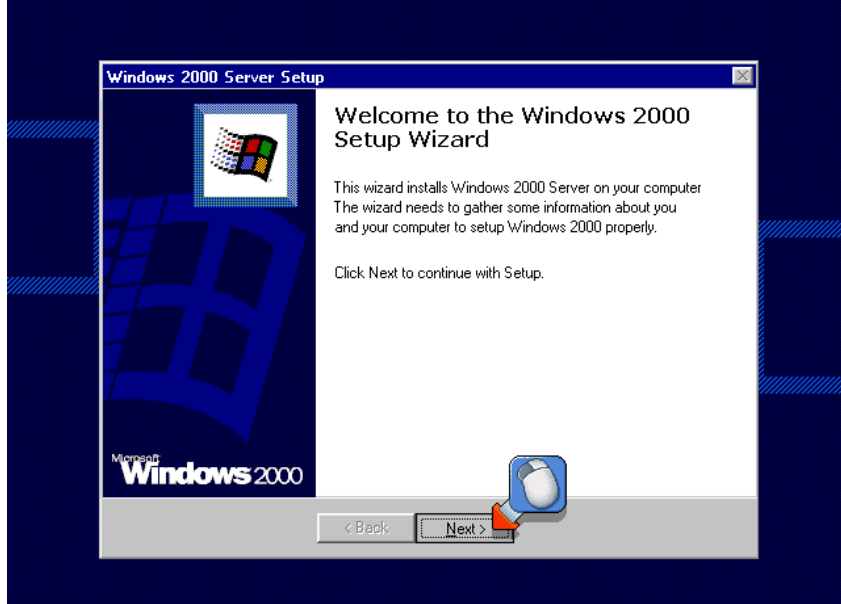 Windows 2000 Server Setup
Welcome to the Windows 2000
Setup Wizard
This wizard installs Windows 2000 Server on your computer
The wizard needs to gather some information about you
and your computer to setup Windows 2000 properly.
Click Next to continue with Setup.
Microsoft
Windows 2000
< Back
Next >